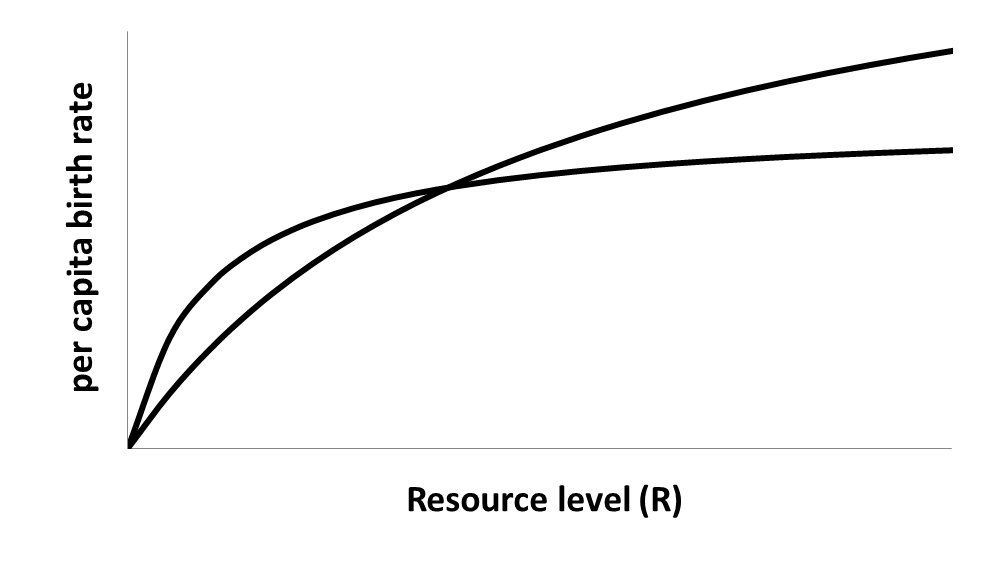 per capita birth rate
Resource level (R)